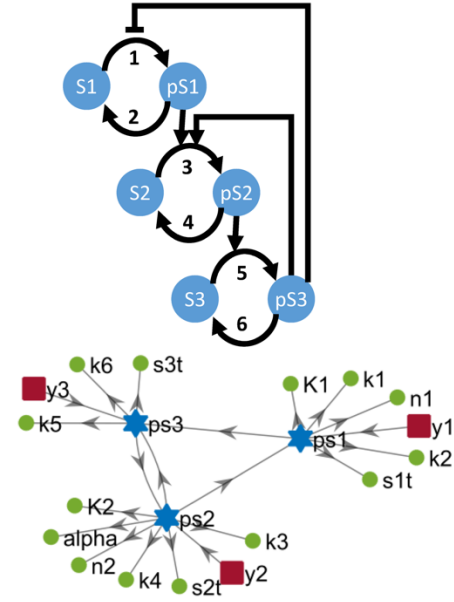 1
S1 pS1
2
3
S2 pS2
4
5
S3 pS3
6
k6 s3t
y3
k5 ps3
K1 k1
n1
y1
ps1
k2
s1t
K2 ps2
alpha k3
n2
k4 s2t y2